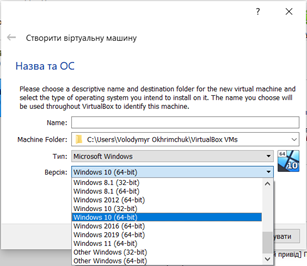 ?
Створити віртуальну машину
Назва та ОС
Please choose a descriptive name and destination folder for the new virtual machine and
select the type of operating system you intend to install on it. The name you choose will
be used throughout VirtualBox to identify this machine.
Name:
Machine Folder: C:\Users\Volodymyr Okhrimchuk\VirtualBox VMs
Тип: Microsoft Windows
64
Версія: Windows 10 (64-bit)
Windows 8.1 (32-bit)
Windows 8.1 (64-bit)
Windows 2012 (64-bit)
Windows 10 (32-bit)
Windows 10 (64-bit)
Windows 2016 (64-bit)
Windows 2019 (64-bit)
Windows 11 (64-bit)
Other Windows (32-bit)
Other Windows (64-bit)